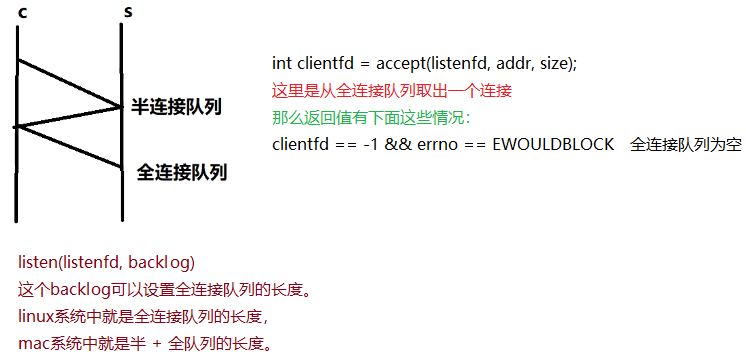 c s
半连接队列
全连接队列
int clientfd = accept(listenfd, addr, size);
这里是从全连接队列取出一个连接
那么返回值有下面这些情况：
clientfd == -1 && errno == EWOULDBLOCK 全连接队列为空
listen(listenfd, backlog)
这个backlog可以设置全连接队列的长度。
linux系统中就是全连接队列的长度，
mac系统中就是半 + 全队列的长度。